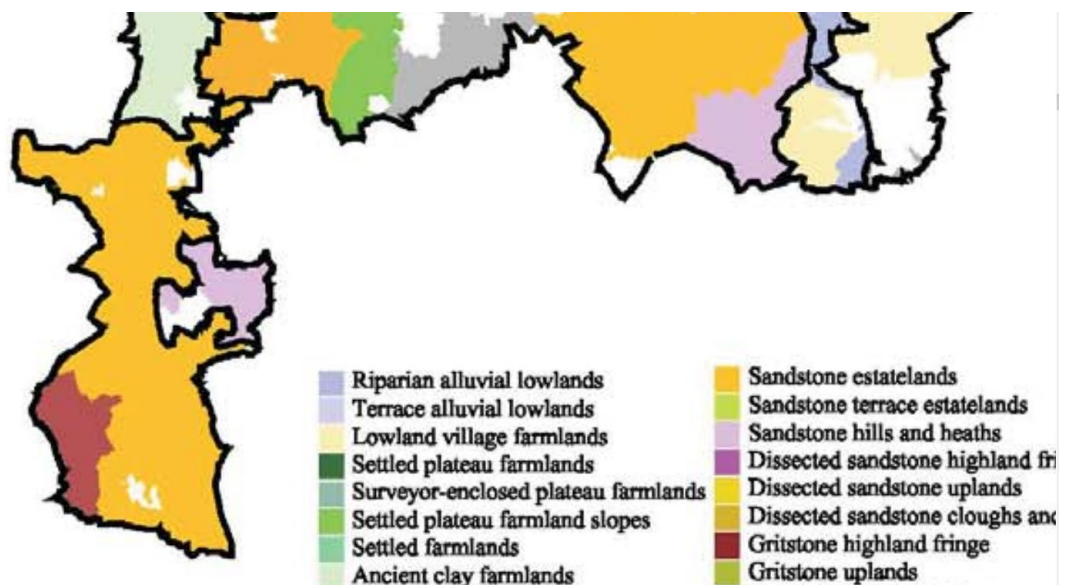 Riparian alluvial lowlands
Terrace alluvial lowlands
Lowland village farmlands
Settled plateau farmlands
Surveyor-enclosed plateau farmlands
Settled plateau farmland slopes
Settled farmlands
Ancient clay farmlands
Sandstone estatelands
Sandstone terrace estatelands
Sandstone hills and heaths
Dissected sandstone highland fri
Dissected sandstone uplands
Dissected sandstone cloughs and
Gritstone highland fringe
Gritstone uplands